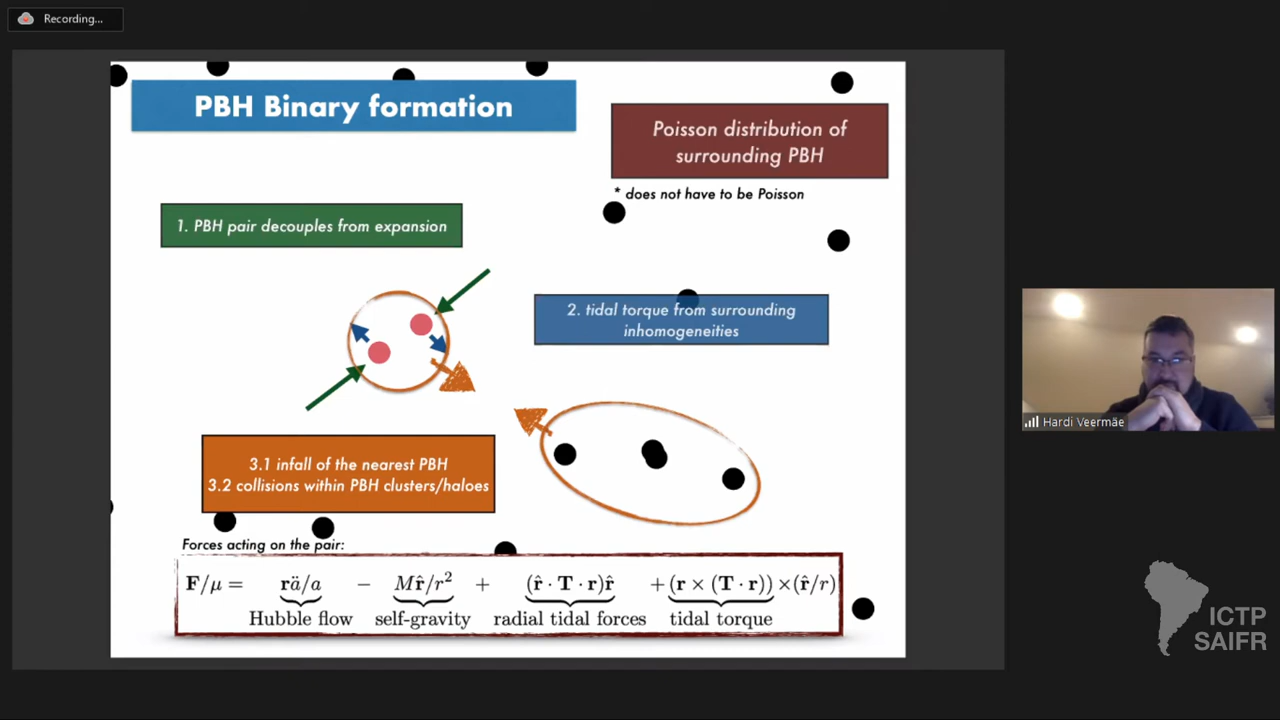 Recording...
PBH Binary formation
Poisson distribution of
surrounding PBH
* does not have to be Poisson
1. PBH pair decouples from expansion
2. tidal torque from surrounding
inhomogeneities
3.1 infall of the nearest PBH
3.2 collisions within PBH clusters/haloes
Forces acting on the pair:
F/μ = rä/a − Mr̂/r² + (r̂ · T · r)r̂ + (r × (T · r)) ×(r̂/r)
Hubble flow self-gravity radial tidal forces tidal torque
Hardi Veermäe
ICTP
SAIFR